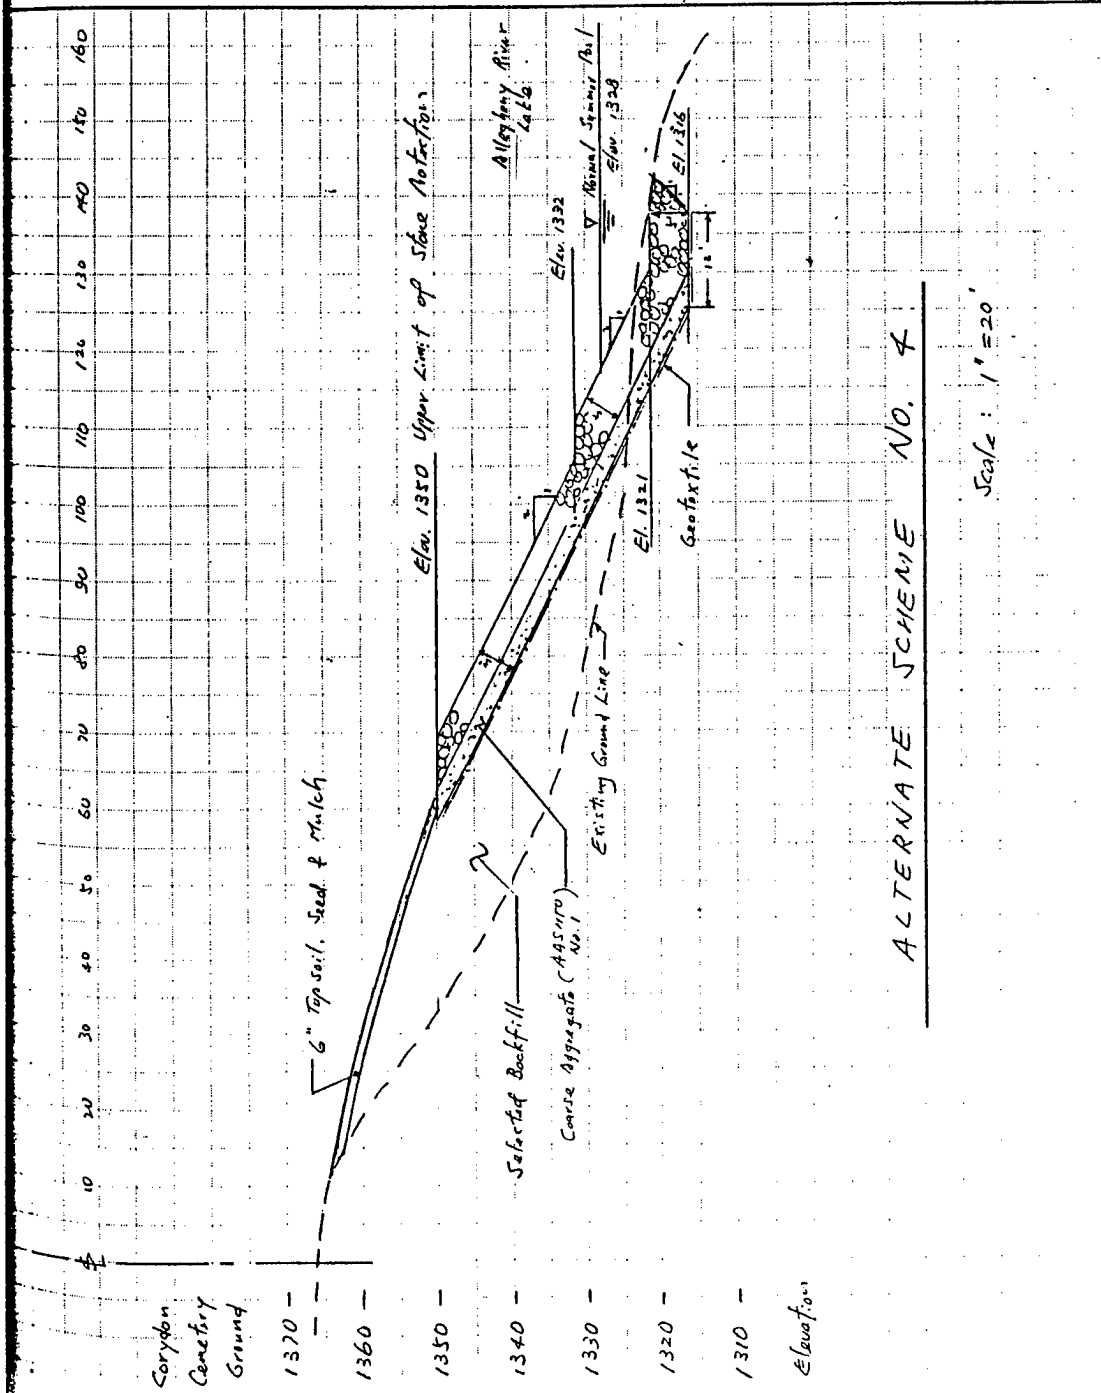 Corydon
Cemetery
Ground
10 20 30 40 50 60 70 80 90 100 110 120 130 140 150 160
1370 -
1360 -
1350 -
1340 -
1330 -
1320 -
1310 -
Elevation
6" Topsoil, Seed & Mulch
Elev. 1350 Upper Limit of Stone Protection
Allegheny River
Elev. 1332
Normal Summer Pool
Elev. 1328
El. 1316
12'
El. 1321
Geotextile
Existing Ground Line
Selected Backfill
Coarse Aggregate (AASHTO
No. 1)
ALTERNATE SCHEME NO. 4
Scale: 1" = 20'